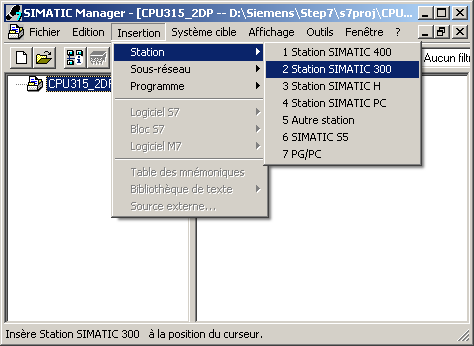 SIMATIC Manager - [CPU315_2DP -- D:\Siemens\Step7\s7proj\CPU...
Fichier Edition Insertion Système cible Affichage Outils Fenêtre ?
Station
Sous-réseau
Programme
Logiciel S7
Bloc S7
Logiciel M7
Table des mnémoniques
Bibliothèque de texte
Source externe...
1 Station SIMATIC 400
2 Station SIMATIC 300
3 Station SIMATIC H
4 Station SIMATIC PC
5 Autre station
6 SIMATIC S5
7 PG/PC
Aucun filtr
CPU315_2DP
Insère Station SIMATIC 300 à la position du curseur.